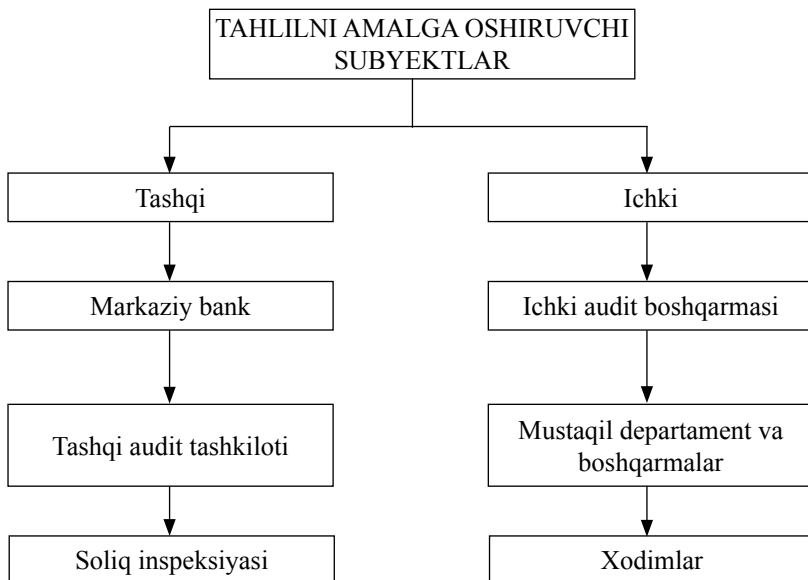 TAHLILNI AMALGA OSHIRUVCHI
SUBYEKTLAR
Tashqi
Ichki
Markaziy bank
Ichki audit boshqarmasi
Tashqi audit tashkiloti
Mustaqil departament va
boshqarmalar
Soliq inspeksiyasi
Xodimlar